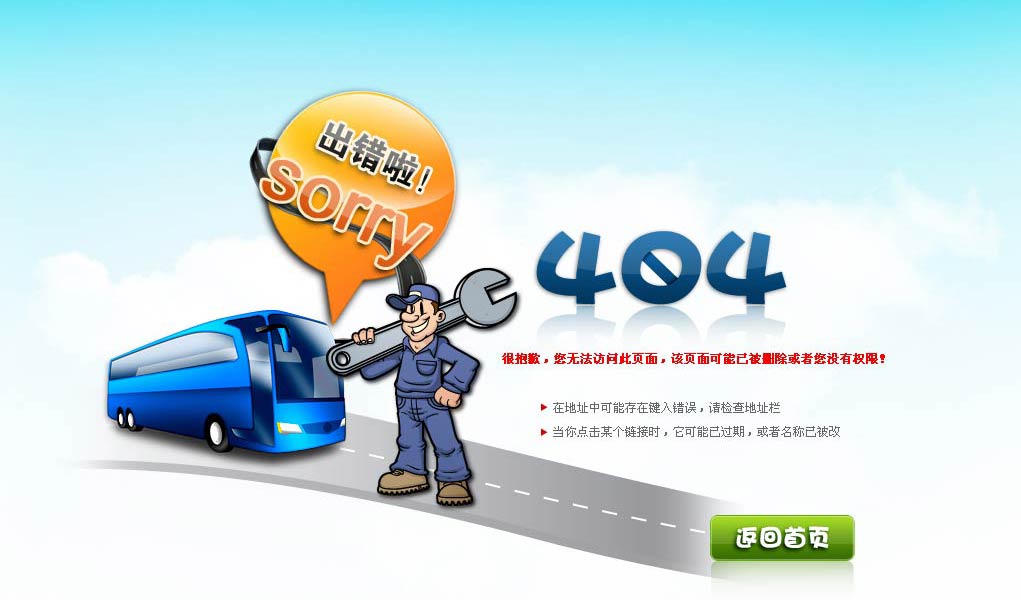 出错啦!
sorry
404
很抱歉，您无法访问此页面，该页面可能已被删除或者您没有权限!
在地址中可能存在键入错误，请检查地址栏
当你点击某个链接时，它可能已过期，或者名称已被改
返回首页